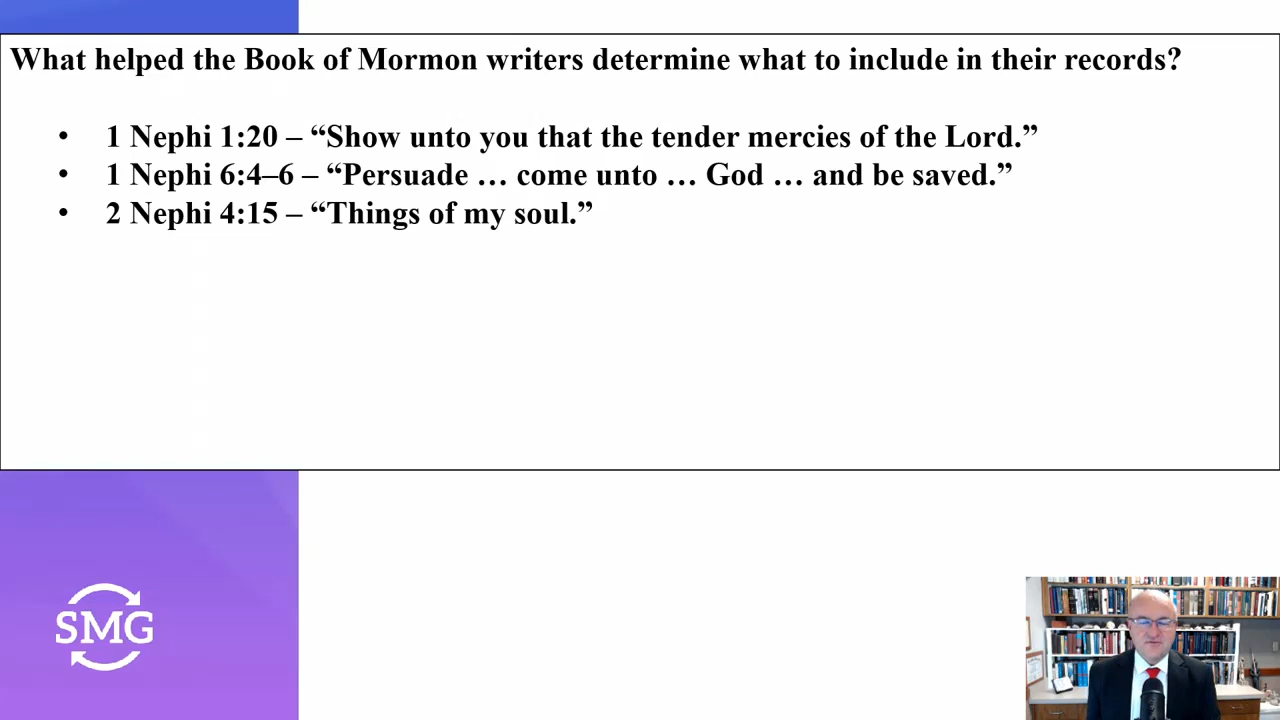 What helped the Book of Mormon writers determine what to include in their records?
• 1 Nephi 1:20 – “Show unto you that the tender mercies of the Lord.”
• 1 Nephi 6:4–6 – “Persuade … come unto … God … and be saved.”
• 2 Nephi 4:15 – “Things of my soul.”
SMG